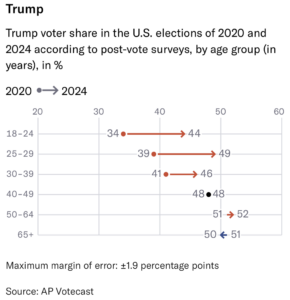 Trump
Trump voter share in the U.S. elections of 2020 and
2024 according to post-vote surveys, by age group (in
years), in %
2020 2024
20 30 40 50 60
18–24 34 44
25–29 39 49
30–39 41 46
40–49 48 48
50–64 51 52
65+ 50 51
Maximum margin of error: ±1.9 percentage points
Source: AP Votecast